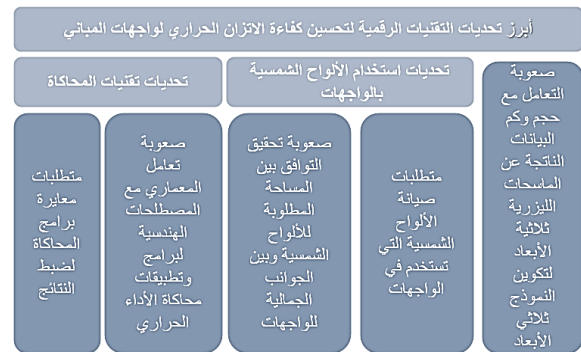 أبرز تحديات التقنيات الرقمية لتحسين كفاءة الاتزان الحراري لواجهات المباني
صعوبة
التعامل مع
حجم وكم
البيانات
الناتجة عن
الماسحات
الليزرية
ثلاثية
الأبعاد
لتكوين
النموذج
ثلاثي
الأبعاد
تحديات استخدام الألواح الشمسية
بالواجهات
متطلبات
صيانة
الألواح
الشمسية التي
تستخدم في
الواجهات
صعوبة تحقيق
التوافق بين
المساحة
المطلوبة
للألواح
الشمسية وبين
الجوانب
الجمالية
للواجهات
تحديات تقنيات المحاكاة
صعوبة
تعامل
المعماري مع
المصطلحات
الهندسية
لبرامج
وتطبيقات
محاكاة الأداء
الحراري
متطلبات
معايرة
برامج
المحاكاة
لضبط
النتائج